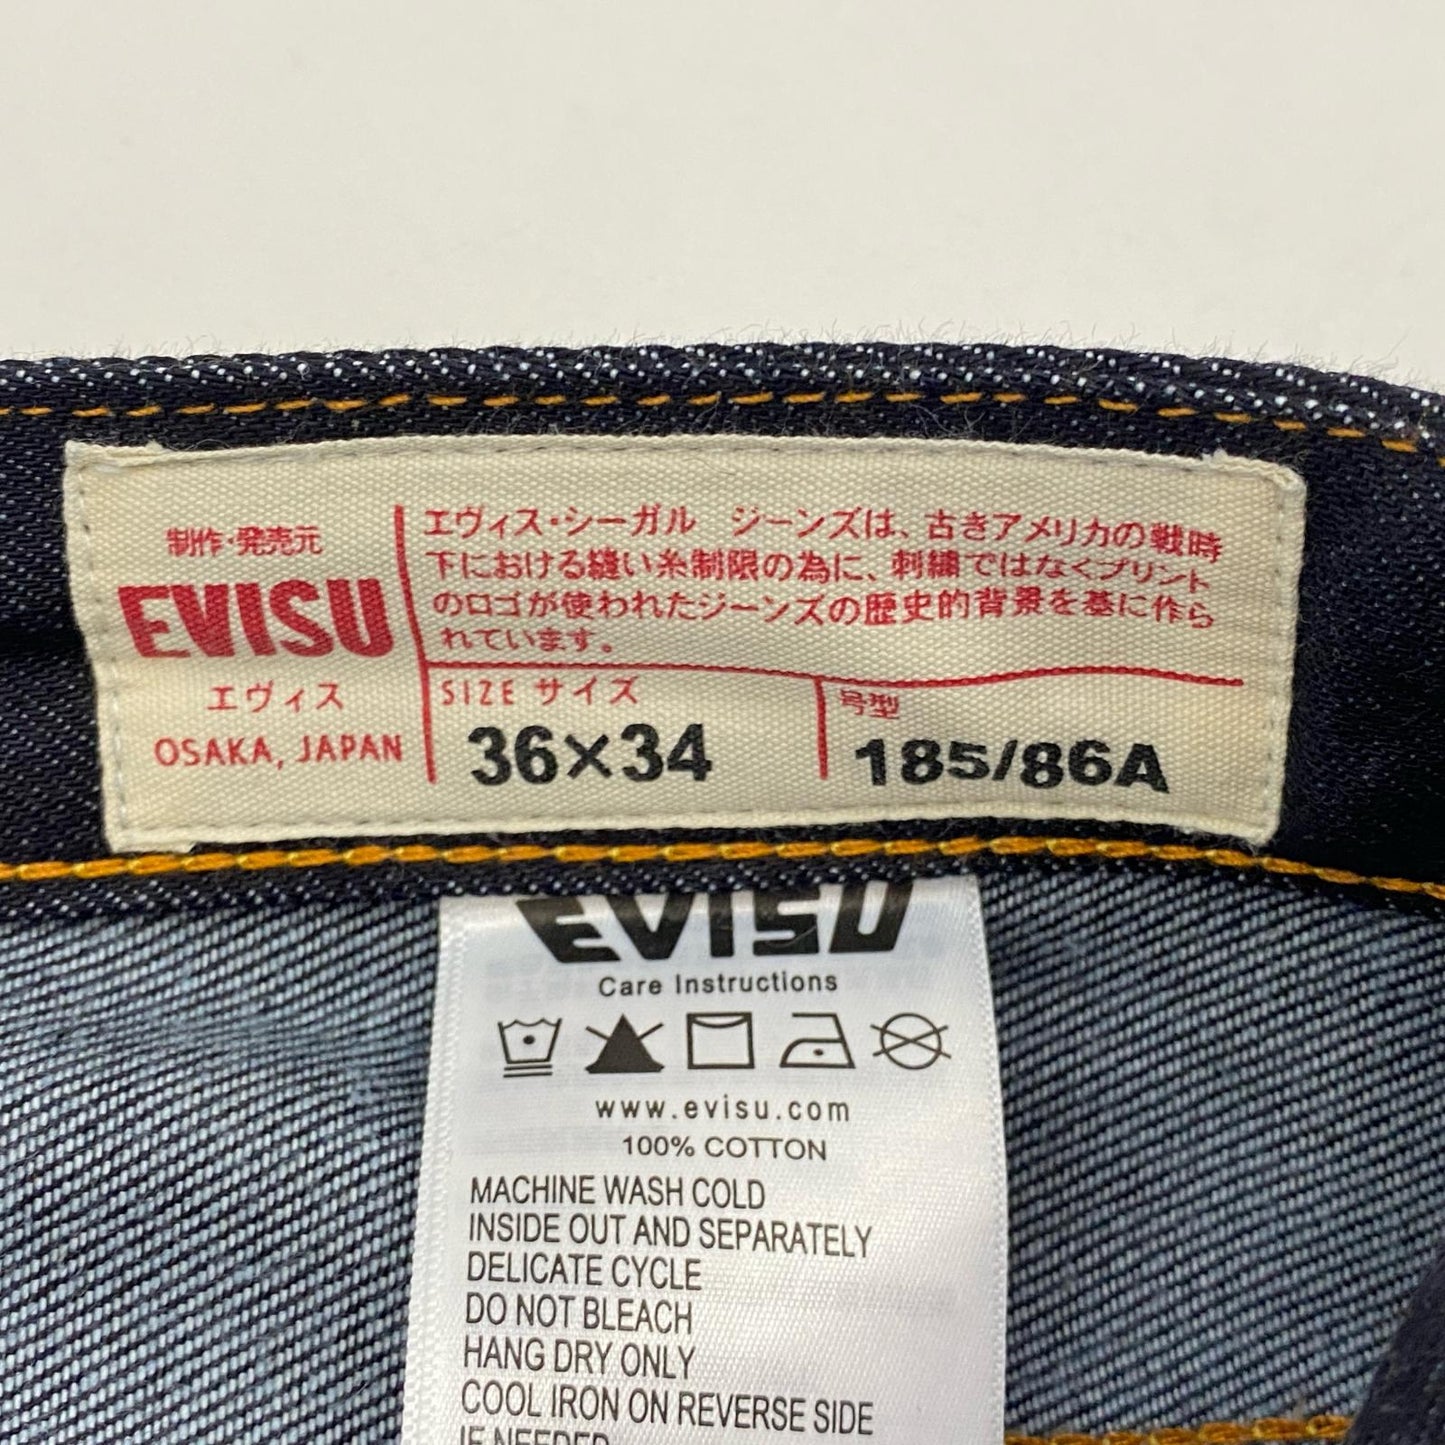 制作・発売元
EVISU
エヴィス
OSAKA, JAPAN
エヴィス・シーガル ジーンズは、古きアメリカの戦時
下における縫い糸制限の為に、刺繍ではなくプリント
のロゴが使われたジーンズの歴史的背景を基に作ら
れています。
SIZE サイズ
36×34
号型
185/86A
EVISU
Care Instructions
www.evisu.com
100% COTTON
MACHINE WASH COLD
INSIDE OUT AND SEPARATELY
DELICATE CYCLE
DO NOT BLEACH
HANG DRY ONLY
COOL IRON ON REVERSE SIDE
IF NEEDED